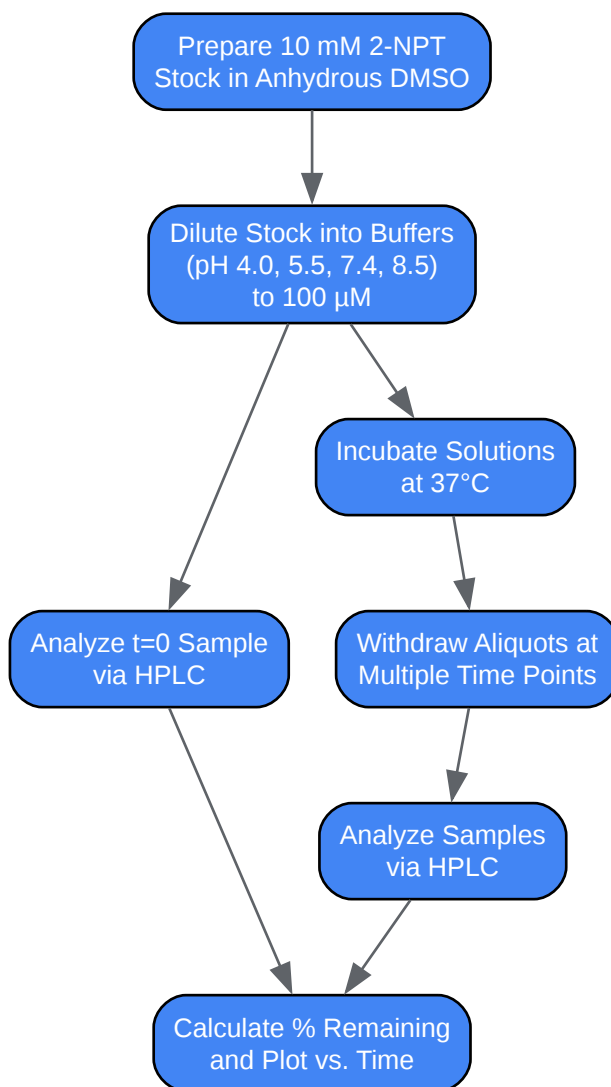 Prepare 10 mM 2-NPT
Stock in Anhydrous DMSO
Dilute Stock into Buffers
(pH 4.0, 5.5, 7.4, 8.5)
to 100 µM
Incubate Solutions
at 37°C
Analyze t=0 Sample
via HPLC
Withdraw Aliquots at
Multiple Time Points
Analyze Samples
via HPLC
Calculate % Remaining
and Plot vs. Time